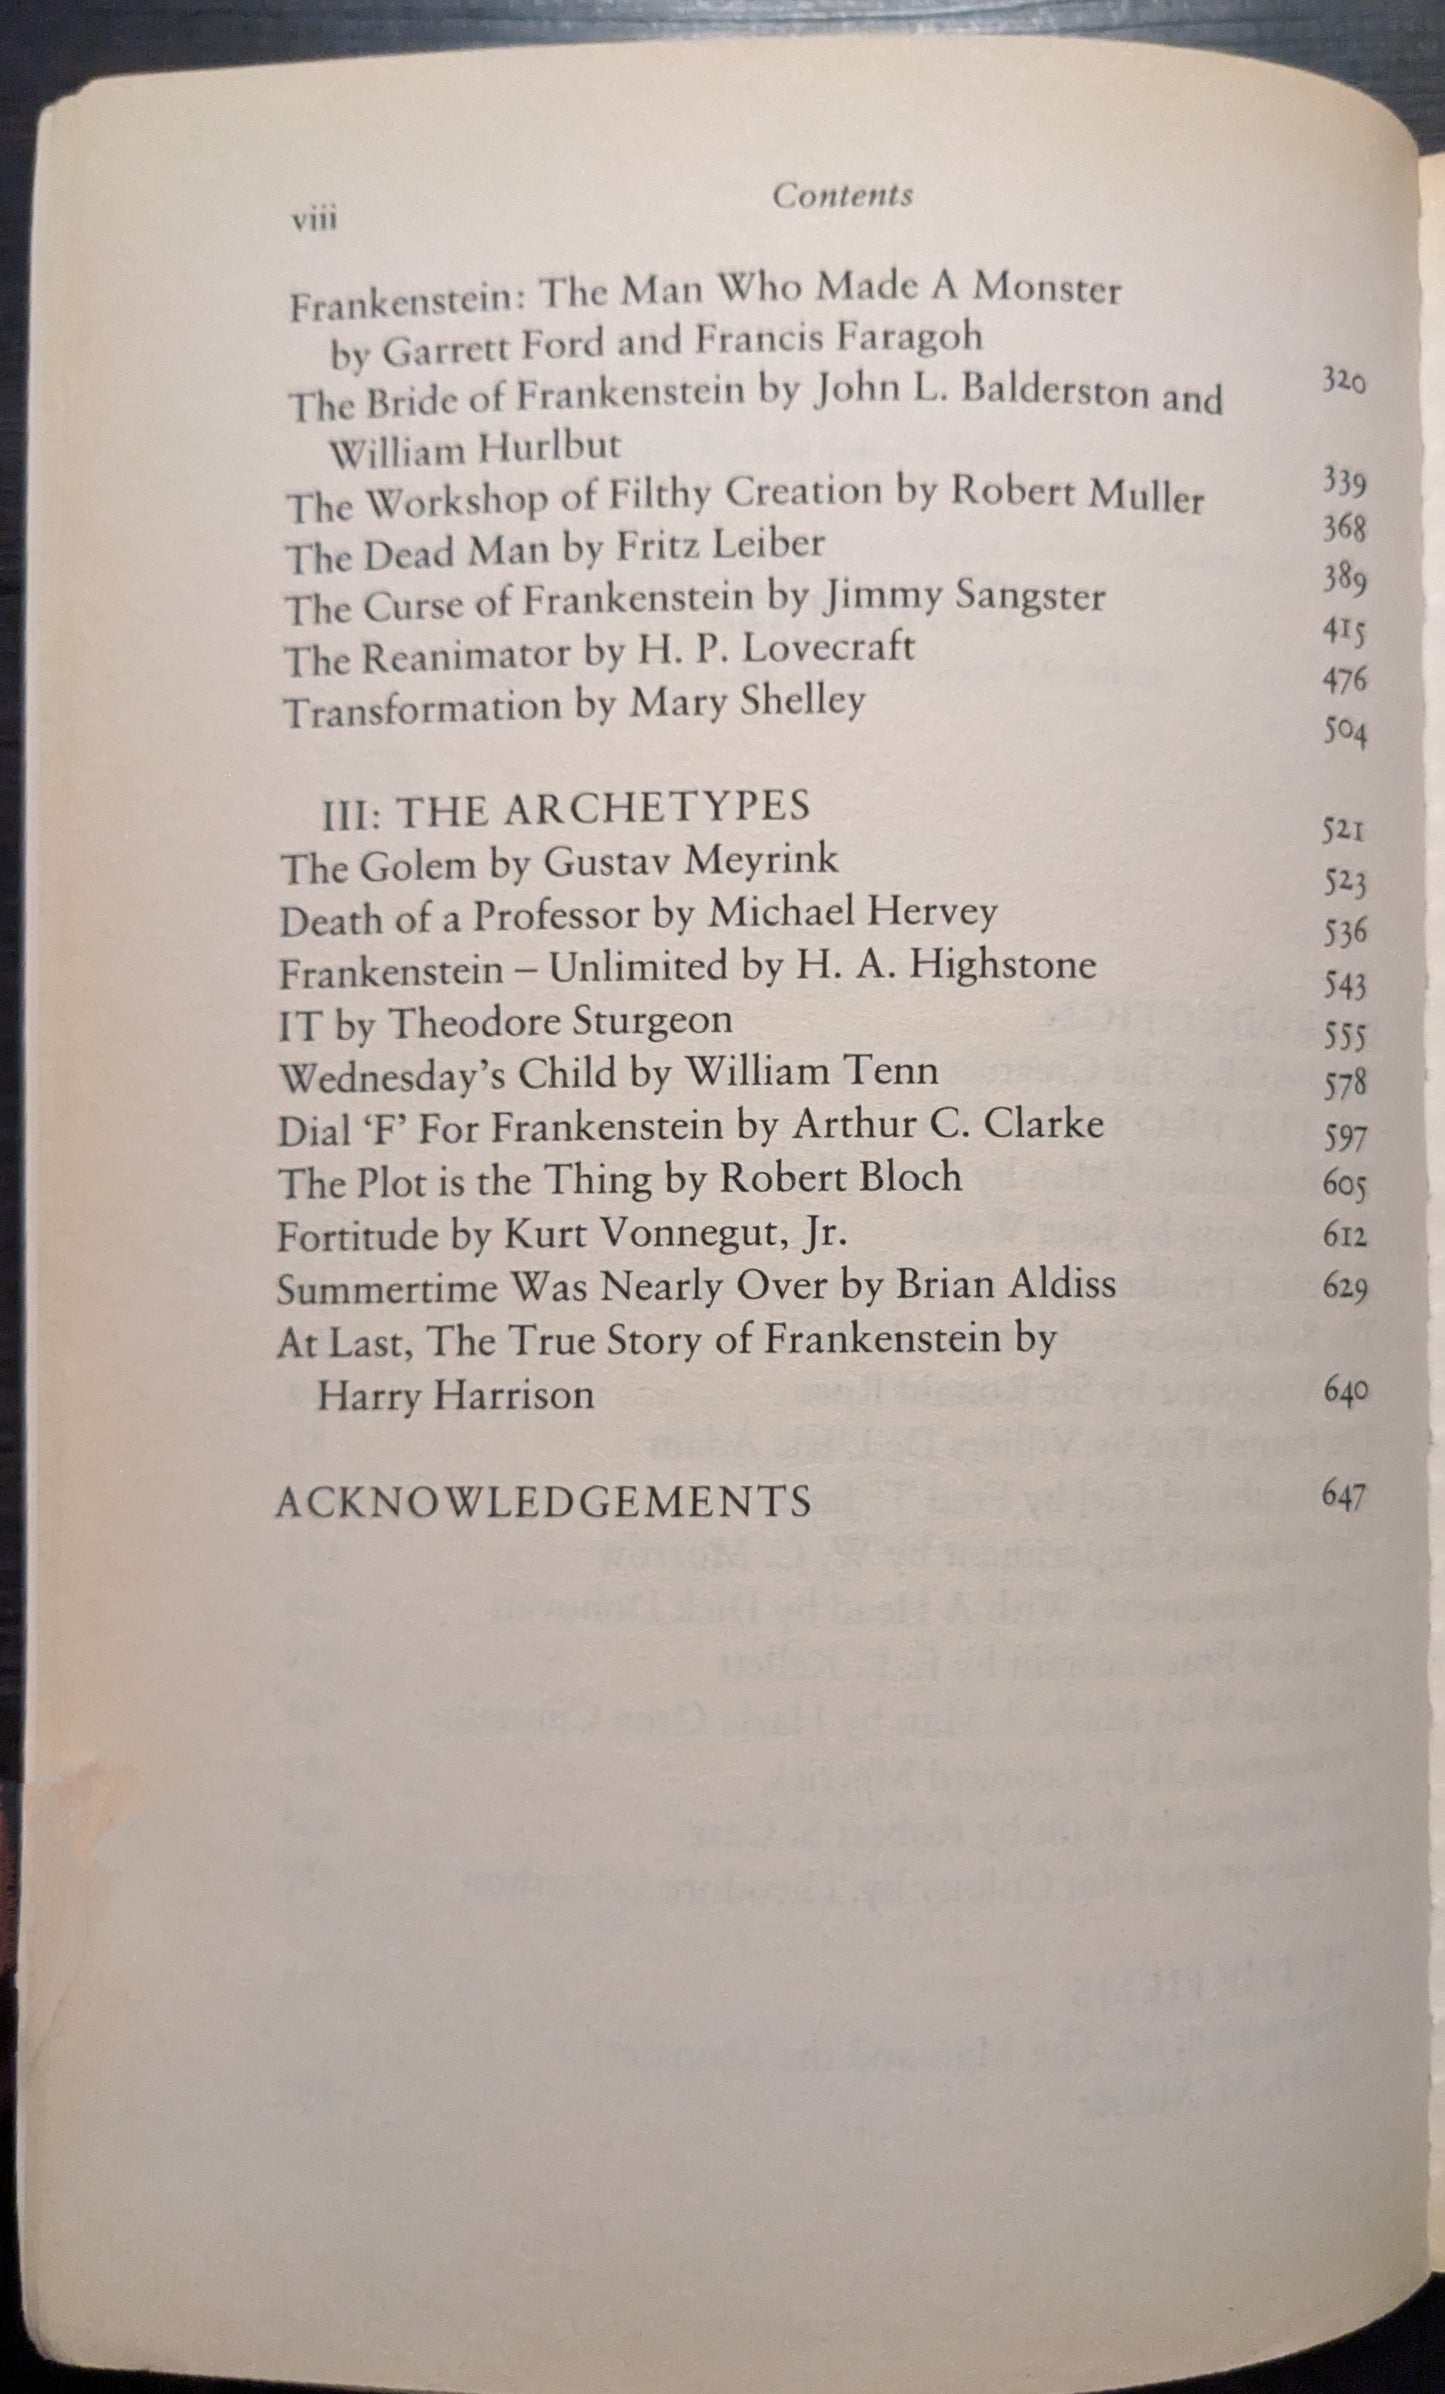 viii Contents
Frankenstein: The Man Who Made A Monster
by Garrett Ford and Francis Faragoh 320
The Bride of Frankenstein by John L. Balderston and
William Hurlbut 339
The Workshop of Filthy Creation by Robert Muller 368
The Dead Man by Fritz Leiber 389
The Curse of Frankenstein by Jimmy Sangster 415
The Reanimator by H. P. Lovecraft 476
Transformation by Mary Shelley 504
III: THE ARCHETYPES 521
The Golem by Gustav Meyrink 523
Death of a Professor by Michael Hervey 536
Frankenstein – Unlimited by H. A. Highstone 543
IT by Theodore Sturgeon 555
Wednesday’s Child by William Tenn 578
Dial ‘F’ For Frankenstein by Arthur C. Clarke 597
The Plot is the Thing by Robert Bloch 605
Fortitude by Kurt Vonnegut, Jr. 612
Summertime Was Nearly Over by Brian Aldiss 629
At Last, The True Story of Frankenstein by
Harry Harrison 640
ACKNOWLEDGEMENTS 647